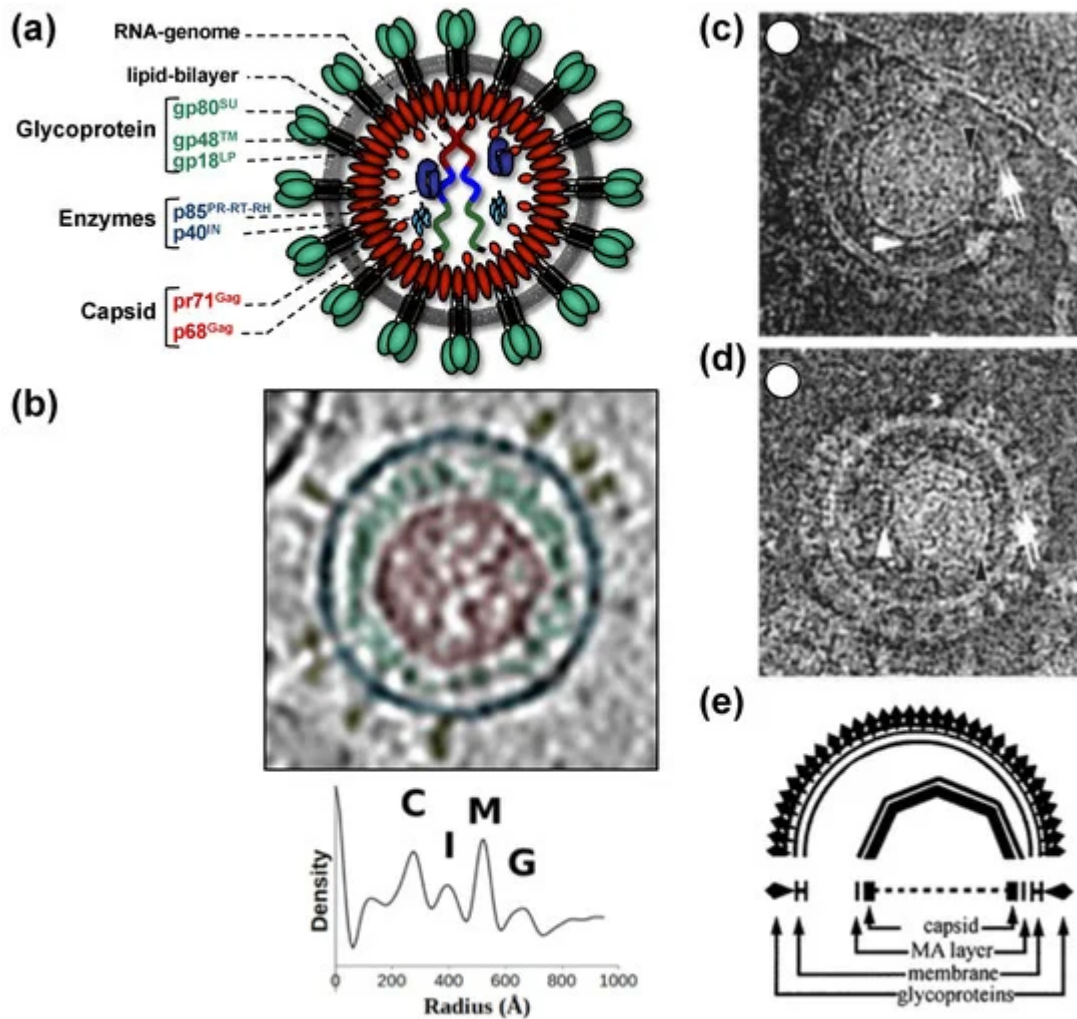 (a)
RNA-genome
lipid-bilayer
Glycoprotein
gp80SU
gp48TM
gp18LP
Enzymes
p85PR-RT-RH
p40IN
Capsid
pr71Gag
p68Gag
(b)
C
I
M
G
Density
0
200
400
600
800
1000
Radius (Å)
(c)
(d)
(e)
capsid
MA layer
membrane
glycoproteins